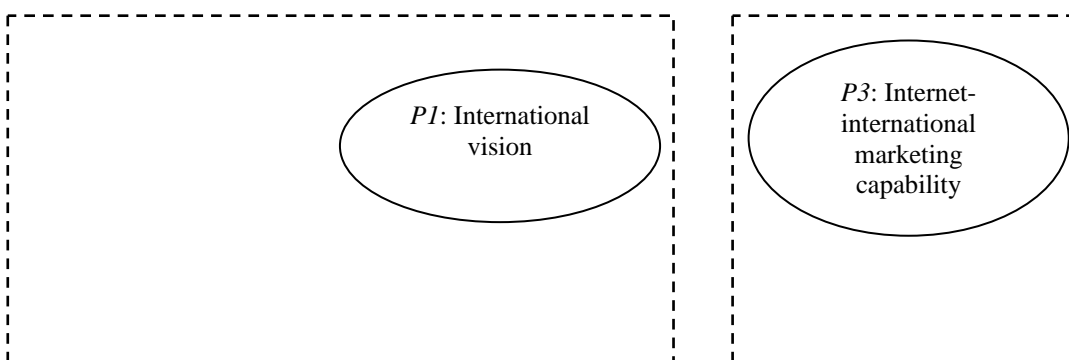 P1: International
vision
P3: Internet-
international
marketing
capability